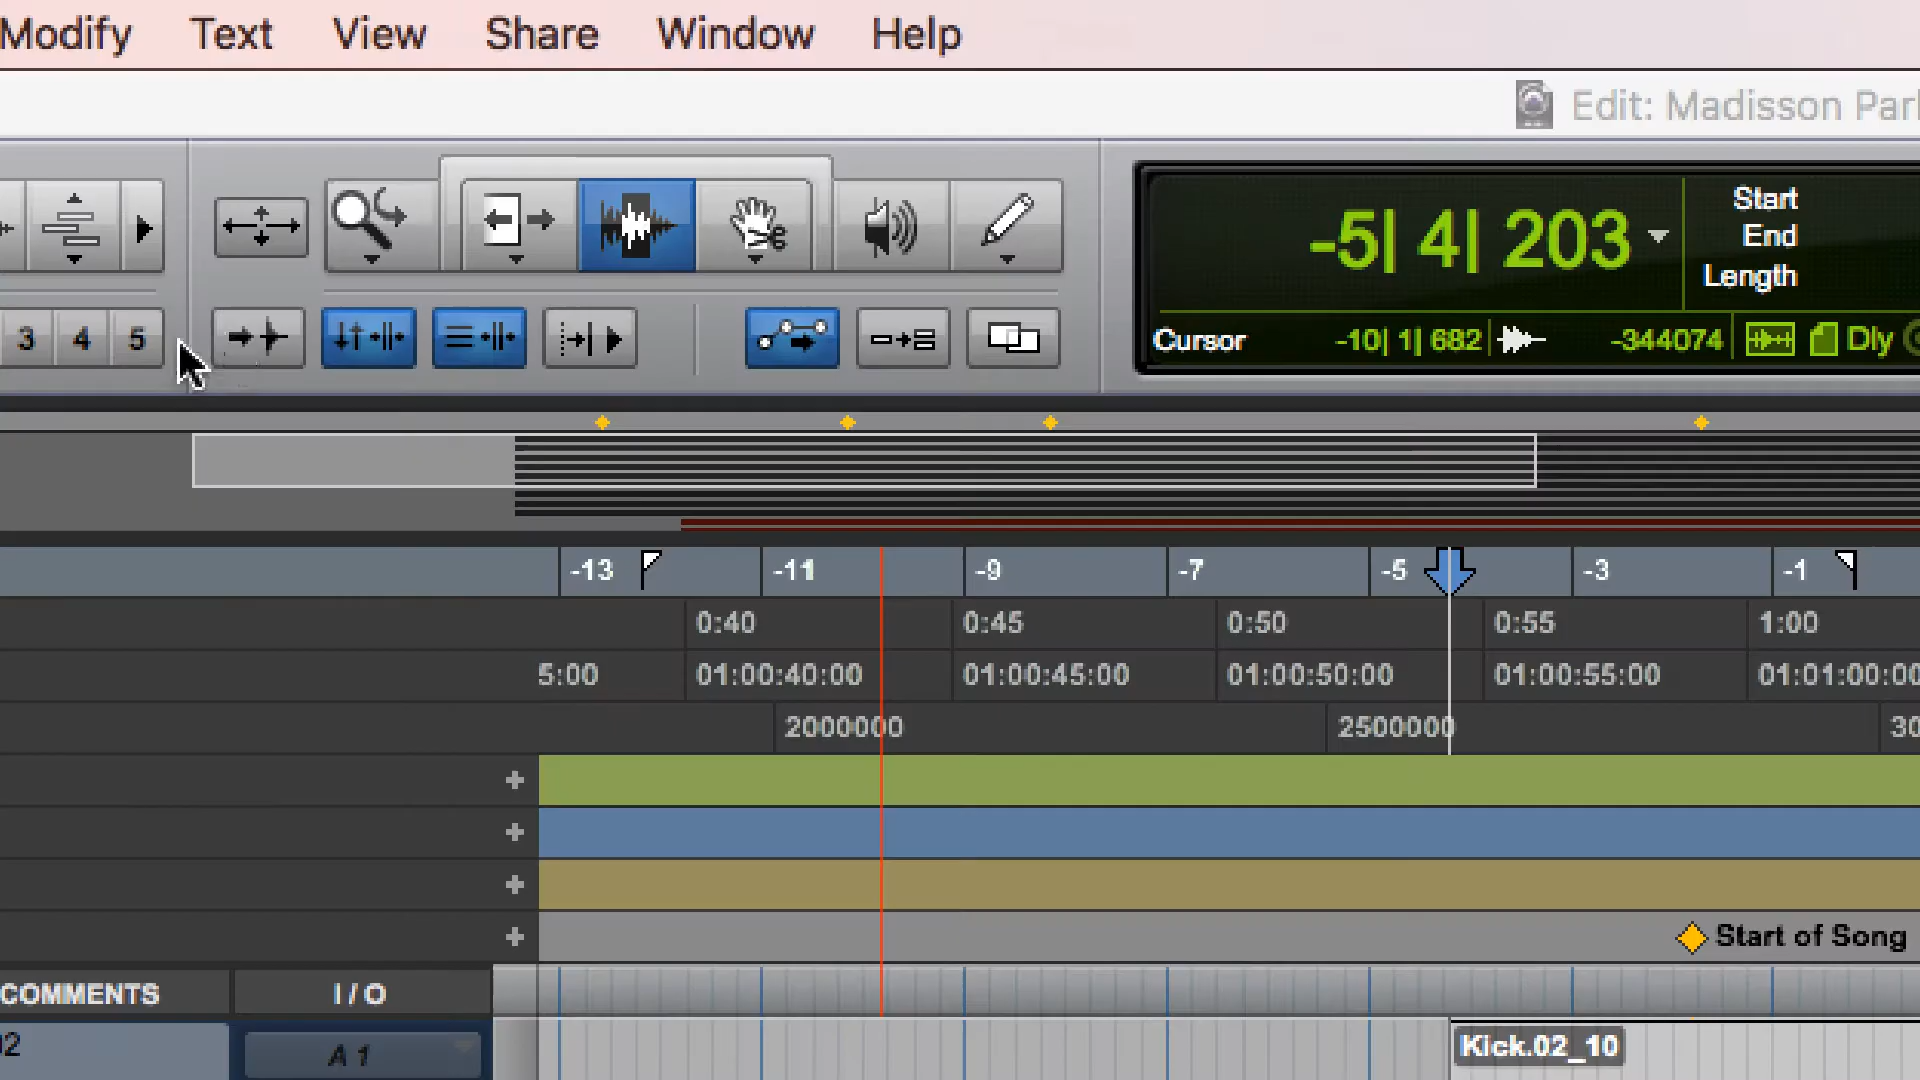 Modify Text View Share Window Help
Edit: Madisson Par
-5| 4| 203
Start
End
Length
3 4 5
Cursor -10| 1| 682 -344074 Dly
-13 -11 -9 -7 -5 -3 -1
0:40 0:45 0:50 0:55 1:00
5:00 01:00:40:00 01:00:45:00 01:00:50:00 01:00:55:00 01:01:00:00
2000000 2500000 30
+
+
+
+ Start of Song
COMMENTS I / O
02 A 1
Kick.02_10